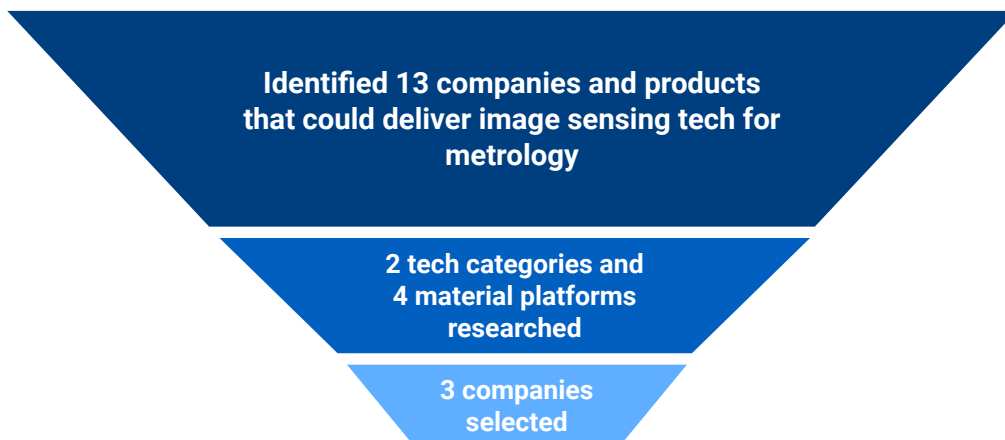 Identified 13 companies and products
that could deliver image sensing tech for
metrology
2 tech categories and
4 material platforms
researched
3 companies
selected